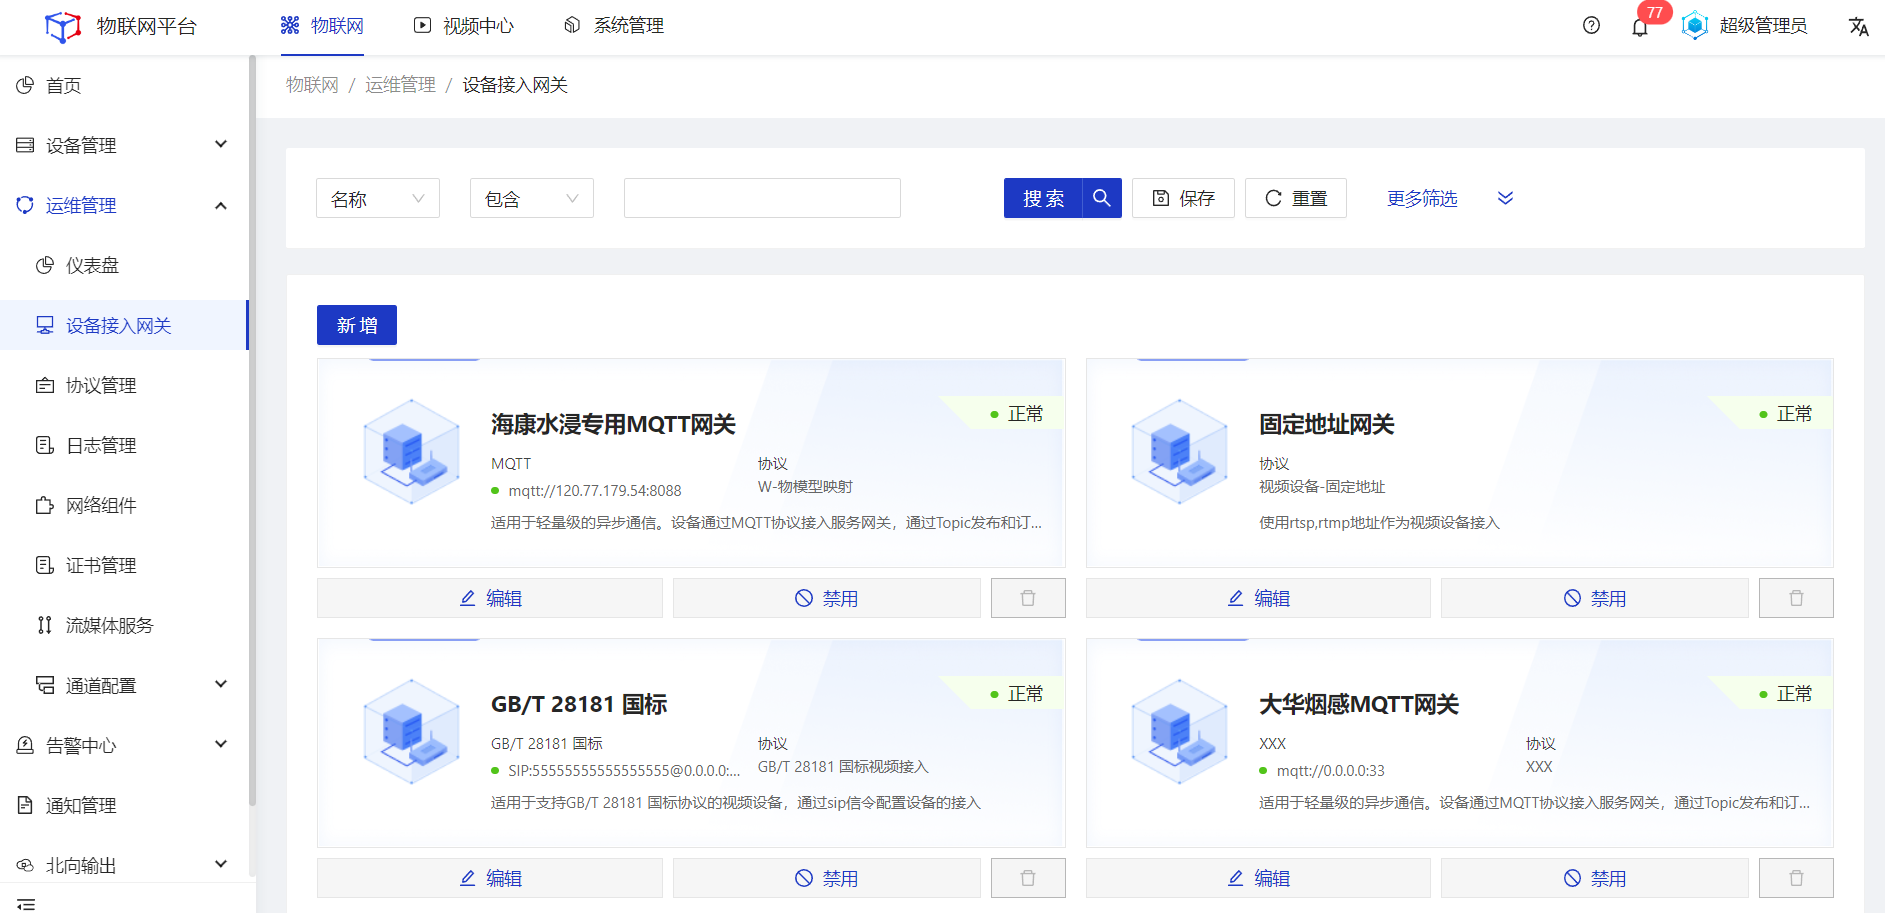 物联网平台
物联网
视频中心
系统管理
77
超级管理员
首页
设备管理
运维管理
仪表盘
设备接入网关
协议管理
日志管理
网络组件
证书管理
流媒体服务
通道配置
告警中心
通知管理
北向输出
物联网 / 运维管理 / 设备接入网关
名称
包含
搜索
保存
重置
更多筛选
新增
海康水浸专用MQTT网关
正常
MQTT
协议
mqtt://120.77.179.54:8088
W-物模型映射
适用于轻量级的异步通信。设备通过MQTT协议接入服务网关，通过Topic发布和订...
编辑
禁用
固定地址网关
正常
协议
视频设备-固定地址
使用rtsp,rtmp地址作为视频设备接入
编辑
禁用
GB/T 28181 国标
正常
GB/T 28181 国标
协议
SIP:55555555555555555@0.0.0.0:...
GB/T 28181 国标视频接入
适用于支持GB/T 28181 国标协议的视频设备，通过sip信令配置设备的接入
编辑
禁用
大华烟感MQTT网关
正常
XXX
协议
mqtt://0.0.0.0:33
XXX
适用于轻量级的异步通信。设备通过MQTT协议接入服务网关，通过Topic发布和订...
编辑
禁用